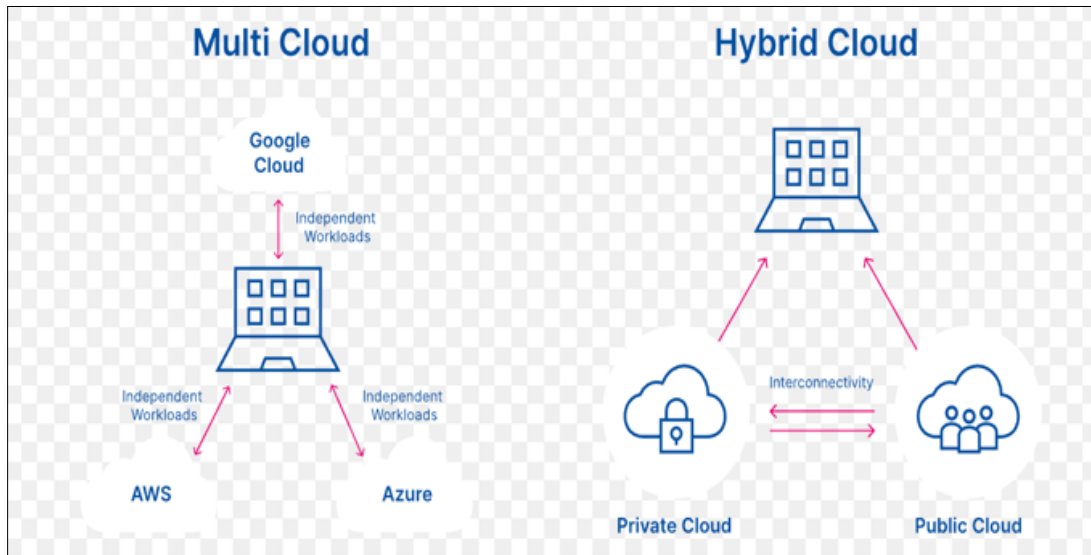 Multi Cloud
Google
Cloud
Independent
Workloads
Independent
Workloads
Independent
Workloads
AWS
Azure
Hybrid Cloud
Interconnectivity
Private Cloud
Public Cloud